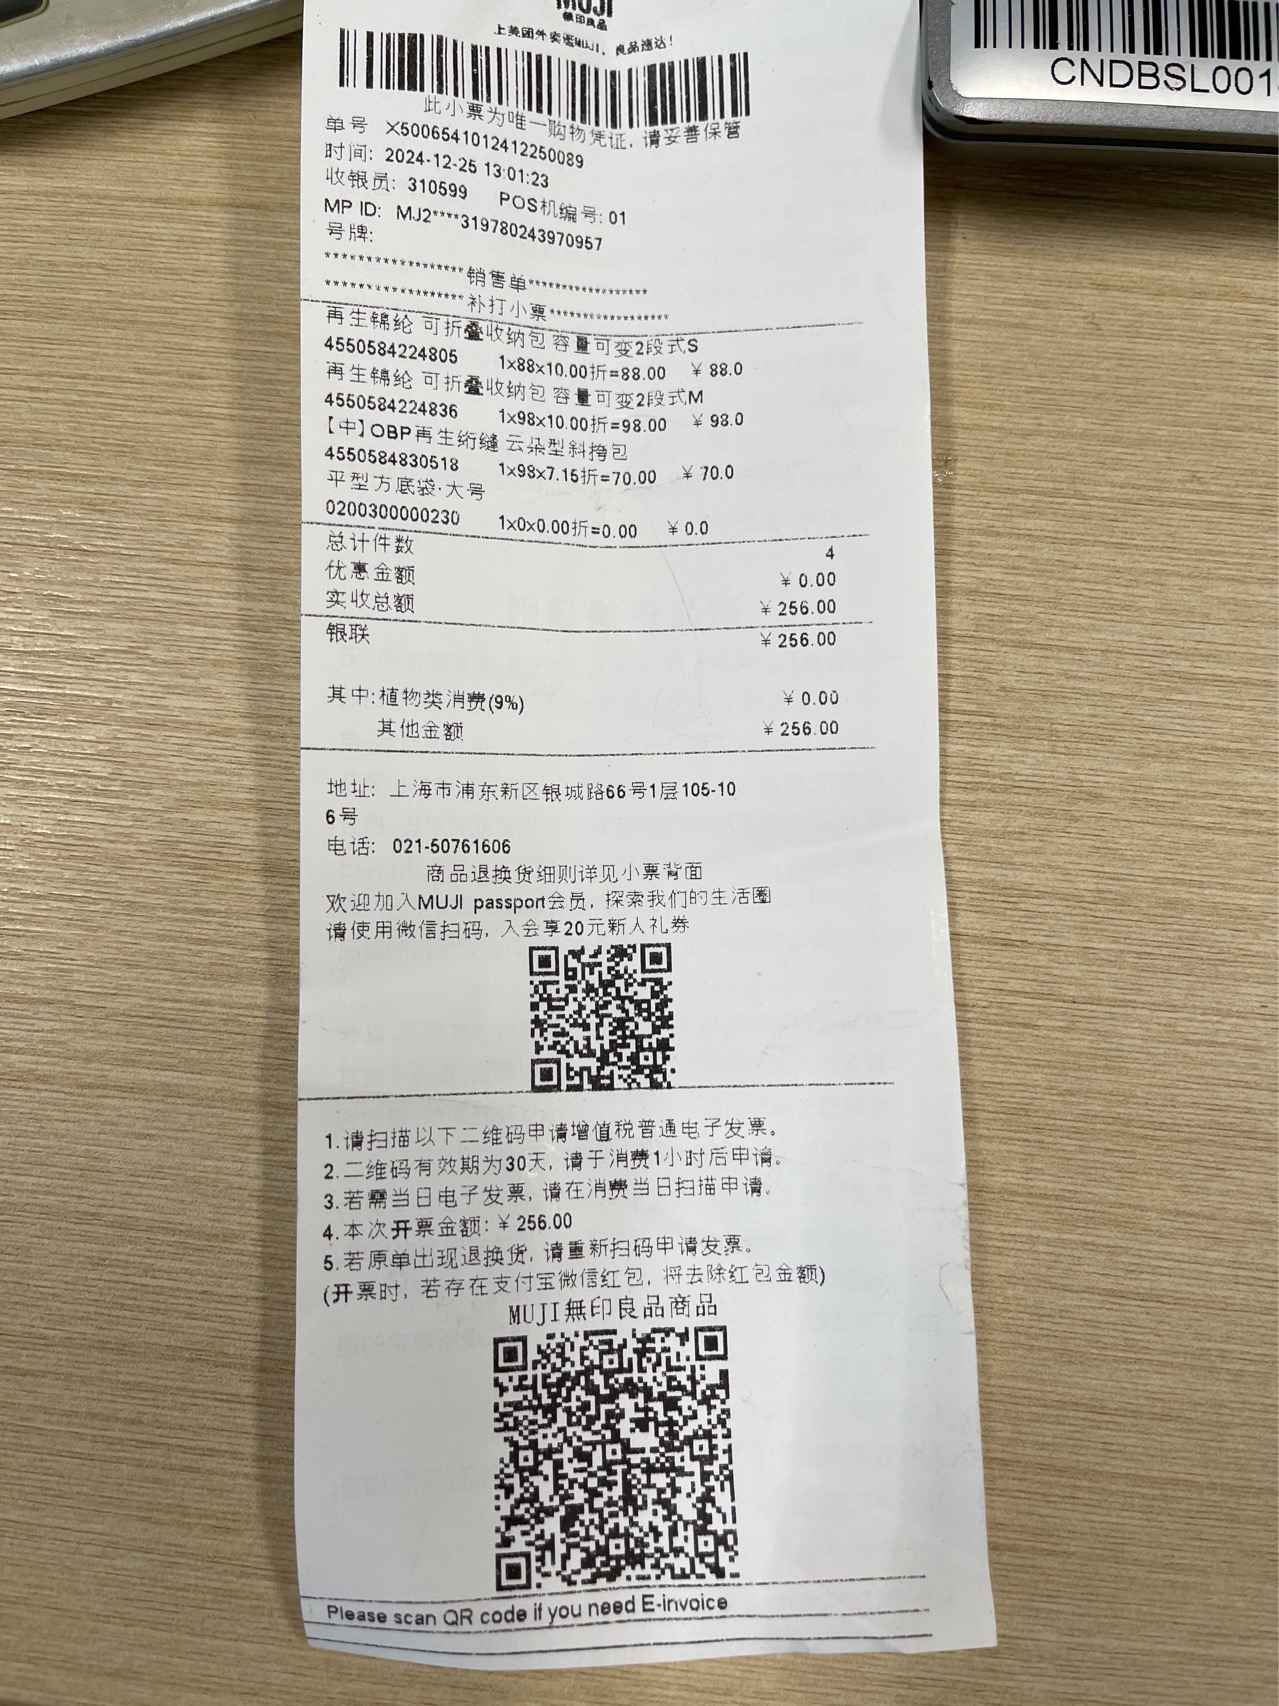 MUJI
無印良品
上美团外卖逛MUJI，良品速达！
此小票为唯一购物凭证，请妥善保管
单号 X5006541012412250089
时间: 2024-12-25 13:01:23
收银员: 310599 POS机编号: 01
MP ID: MJ2****319780243970957
号牌:
*****************销售单*****************
*****************补打小票*****************
再生锦纶 可折叠收纳包 容量可变2段式S
4550584224805 1x88x10.00折=88.00 ￥88.0
再生锦纶 可折叠收纳包 容量可变2段式M
4550584224836 1x98x10.00折=98.00 ￥98.0
【中】OBP再生绗缝 云朵型斜挎包
4550584830518 1x98x7.15折=70.00 ￥70.0
平型方底袋·大号
0200300000230 1x0x0.00折=0.00 ￥0.0
总计件数 4
优惠金额 ￥0.00
实收总额 ￥256.00
银联 ￥256.00
其中:植物类消费(9%) ￥0.00
其他金额 ￥256.00
地址: 上海市浦东新区银城路66号1层105-10
6号
电话: 021-50761606
商品退换货细则详见小票背面
欢迎加入MUJI passport会员，探索我们的生活圈
请使用微信扫码，入会享20元新人礼券
1.请扫描以下二维码申请增值税普通电子发票。
2.二维码有效期为30天，请于消费1小时后申请。
3.若需当日电子发票，请在消费当日扫描申请。
4.本次开票金额:￥256.00
5.若原单出现退换货，请重新扫码申请发票。
(开票时，若存在支付宝微信红包，将去除红包金额)
MUJI無印良品商品
Please scan QR code if you need E-invoice